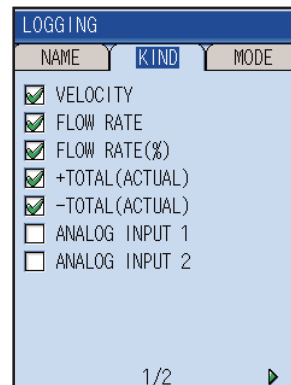 LOGGING
NAME KIND MODE
VELOCITY
FLOW RATE
FLOW RATE(%)
+TOTAL(ACTUAL)
-TOTAL(ACTUAL)
ANALOG INPUT 1
ANALOG INPUT 2
1/2